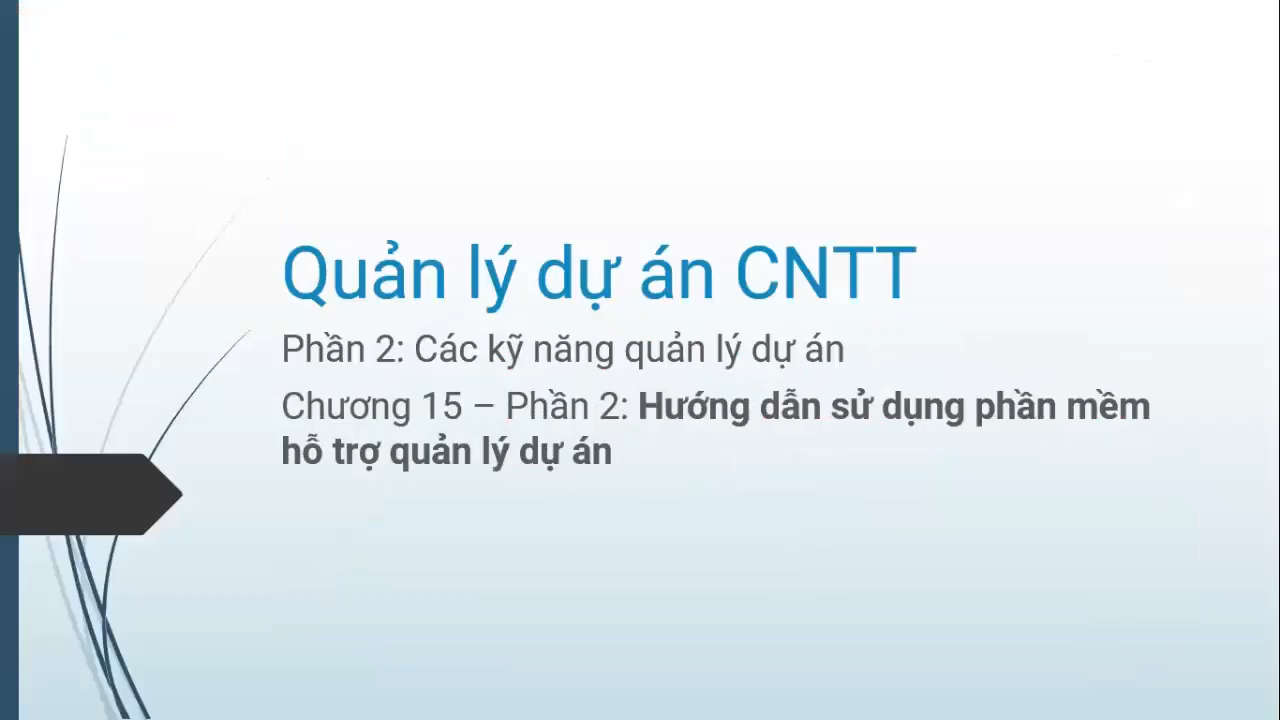 Quản lý dự án CNTT
Phần 2: Các kỹ năng quản lý dự án
Chương 15 – Phần 2: Hướng dẫn sử dụng phần mềm
hỗ trợ quản lý dự án